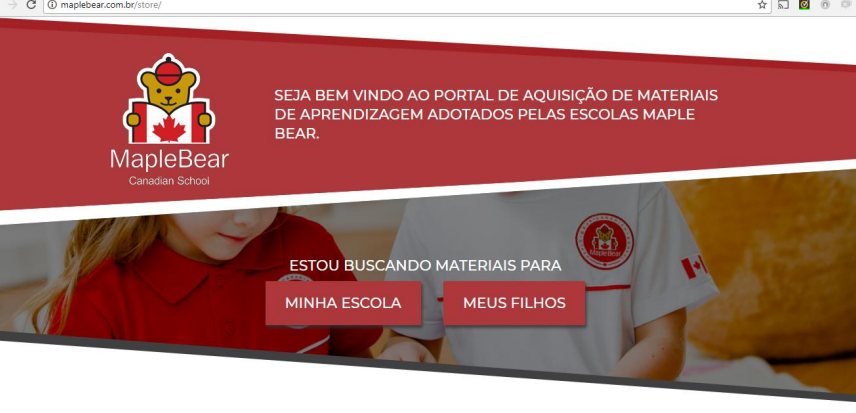 maplebear.com.br/store/
SEJA BEM VINDO AO PORTAL DE AQUISIÇÃO DE MATERIAIS
DE APRENDIZAGEM ADOTADOS PELAS ESCOLAS MAPLE
BEAR.
MapleBear
Canadian School
ESTOU BUSCANDO MATERIAIS PARA
MapleBear
MINHA ESCOLA MEUS FILHOS